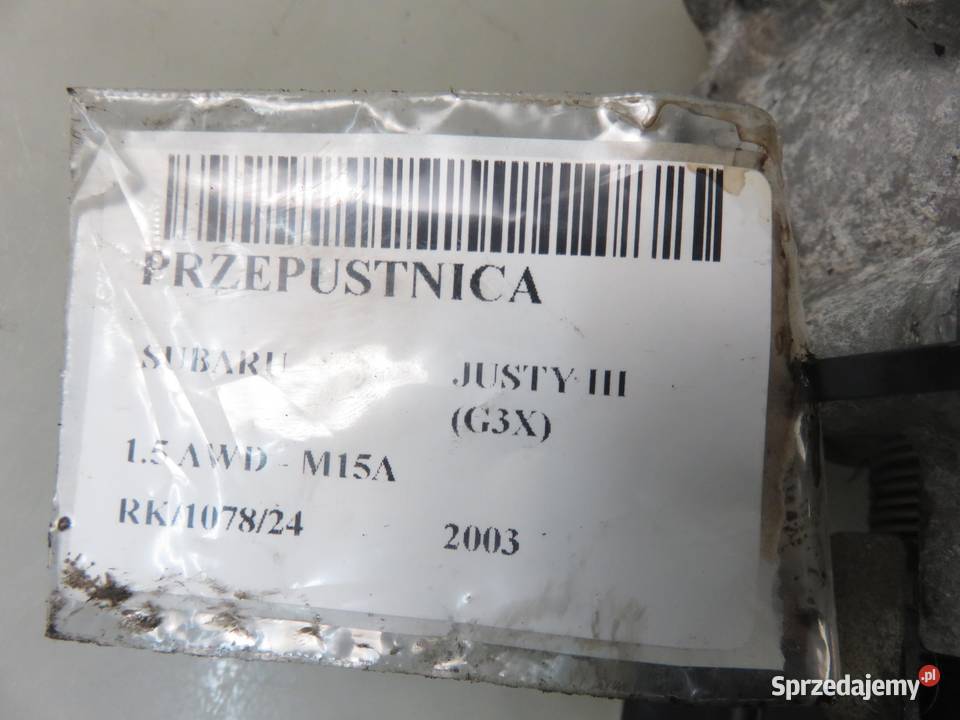 PRZEPUSTNICA
SUBARU JUSTY III
(G3X)
1.5 AWD - M15A
RK/1078/24 2003
Sprzedajemy.pl